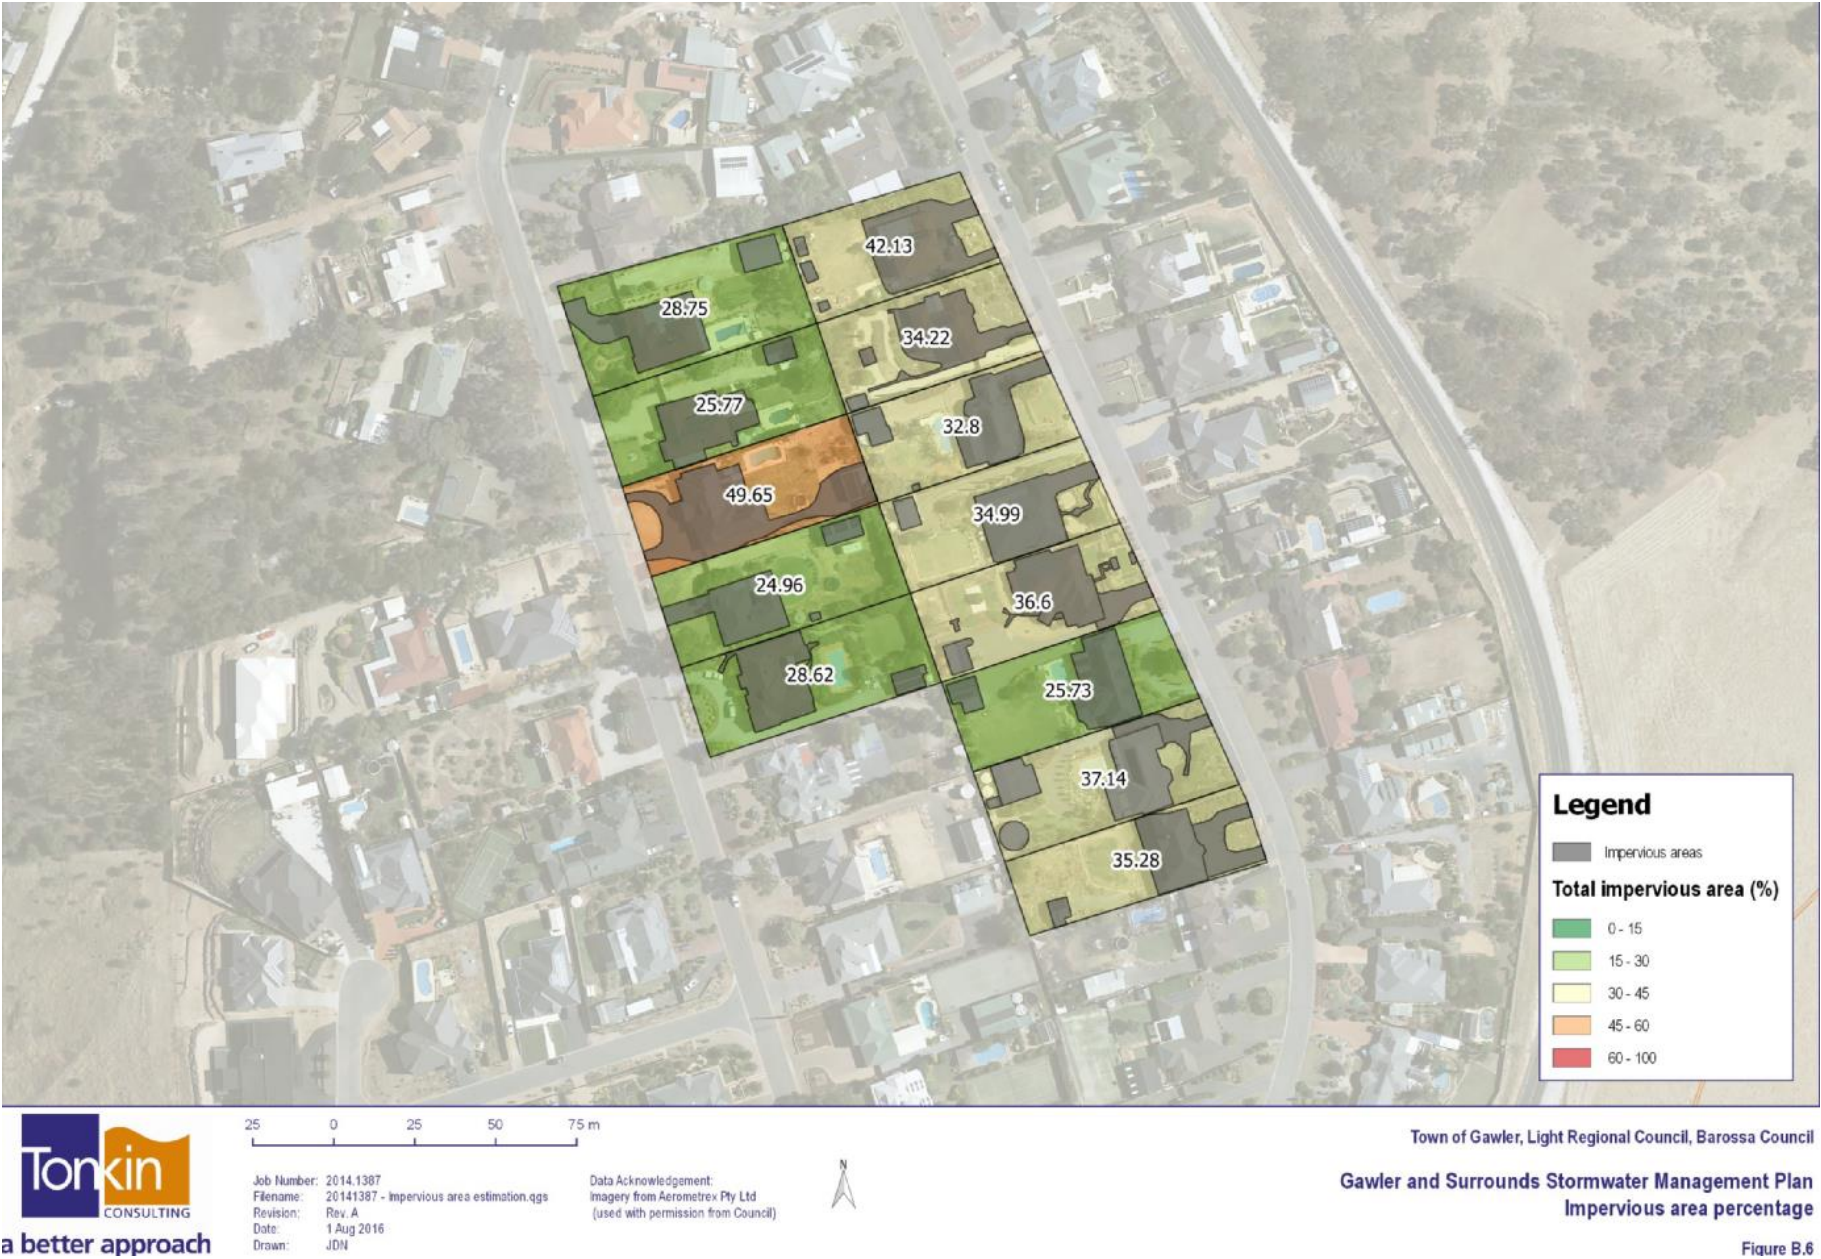 42.13
28.75
34.22
25.77
32.8
49.65
34.99
24.96
36.6
28.62
25.73
37.14
35.28
Legend
Impervious areas
Total impervious area (%)
0 - 15
15 - 30
30 - 45
45 - 60
60 - 100
Tonkin
CONSULTING
a better approach
25 0 25 50 75 m
Job Number: 2014.1387
Filename: 20141387 - Impervious area estimation.qgs
Revision: Rev. A
Date: 1 Aug 2016
Drawn: JDN
Data Acknowledgement:
Imagery from Aerometrex Pty Ltd
(used with permission from Council)
N
Town of Gawler, Light Regional Council, Barossa Council
Gawler and Surrounds Stormwater Management Plan
Impervious area percentage
Figure B.6